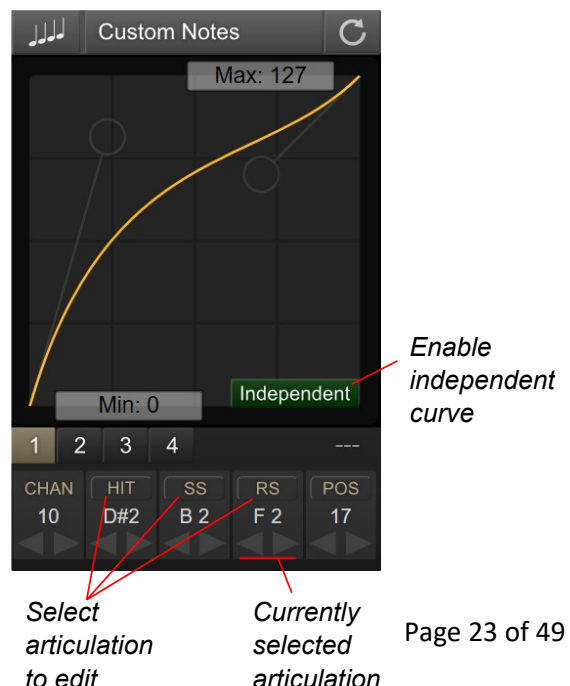 Custom Notes
Max: 127
Min: 0
Independent
Enable
independent
curve
1 2 3 4 ---
CHAN HIT SS RS POS
10 D#2 B 2 F 2 17
Select
articulation
to edit
Currently
selected
articulation
Page 23 of 49